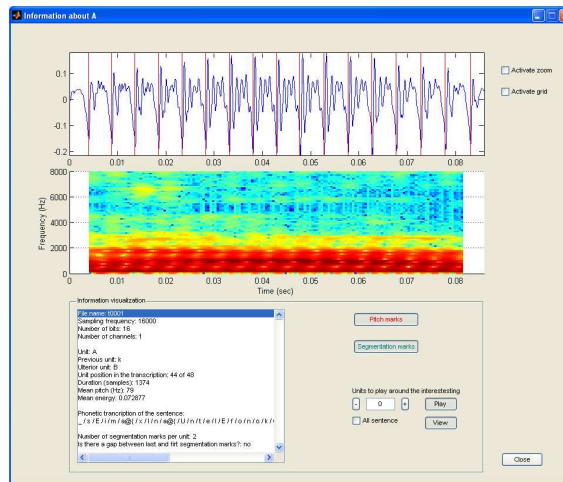 Information about A
0.1
0
-0.1
-0.2
0 0.01 0.02 0.03 0.04 0.05 0.06 0.07 0.08
Activate zoom
Activate grid
8000
6000
4000
2000
0
Frequency (Hz)
0 0.01 0.02 0.03 0.04 0.05 0.06 0.07 0.08
Time (sec)
Information visualization
File name: t0001
Sampling frequency: 16000
Number of bits: 16
Number of channels: 1
Unit: A
Previous unit: k
Ulterior unit: B
Unit position in the transcription: 44 of 48
Duration (samples): 1374
Mean pitch (Hz): 79
Mean energy: 0.072877
Phonetic trancription of the sentence:
_ / s / E / i / m / s@( / x / I / n / s@( / U / n / t / e / I / E / f / o / n / o / k /
Number of segmentation marks per unit: 2
Is there a gap between last and firt segmentation marks?: no
Pitch marks
Segmentation marks
Units to play around the interestesting
- 0 + Play
All sentence View
Close